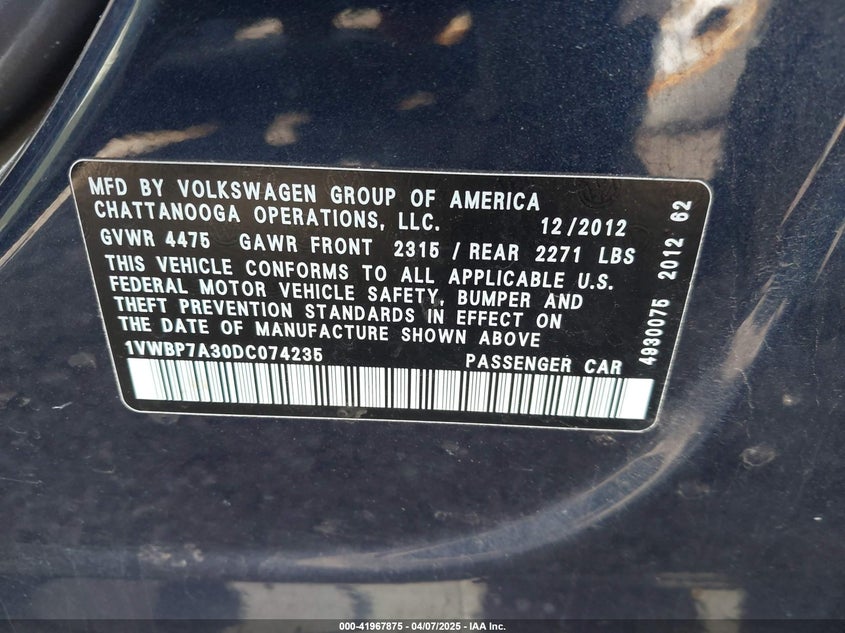 MFD BY VOLKSWAGEN GROUP OF AMERICA
CHATTANOOGA OPERATIONS, LLC. 12/2012
GVWR 4475 GAWR FRONT 2315 / REAR 2271 LBS
THIS VEHICLE CONFORMS TO ALL APPLICABLE U.S.
FEDERAL MOTOR VEHICLE SAFETY, BUMPER AND
THEFT PREVENTION STANDARDS IN EFFECT ON
THE DATE OF MANUFACTURE SHOWN ABOVE
1VWBP7A30DC074235 PASSENGER CAR
4930075 2012 62
000-41967875 - 04/07/2025 - IAA Inc.